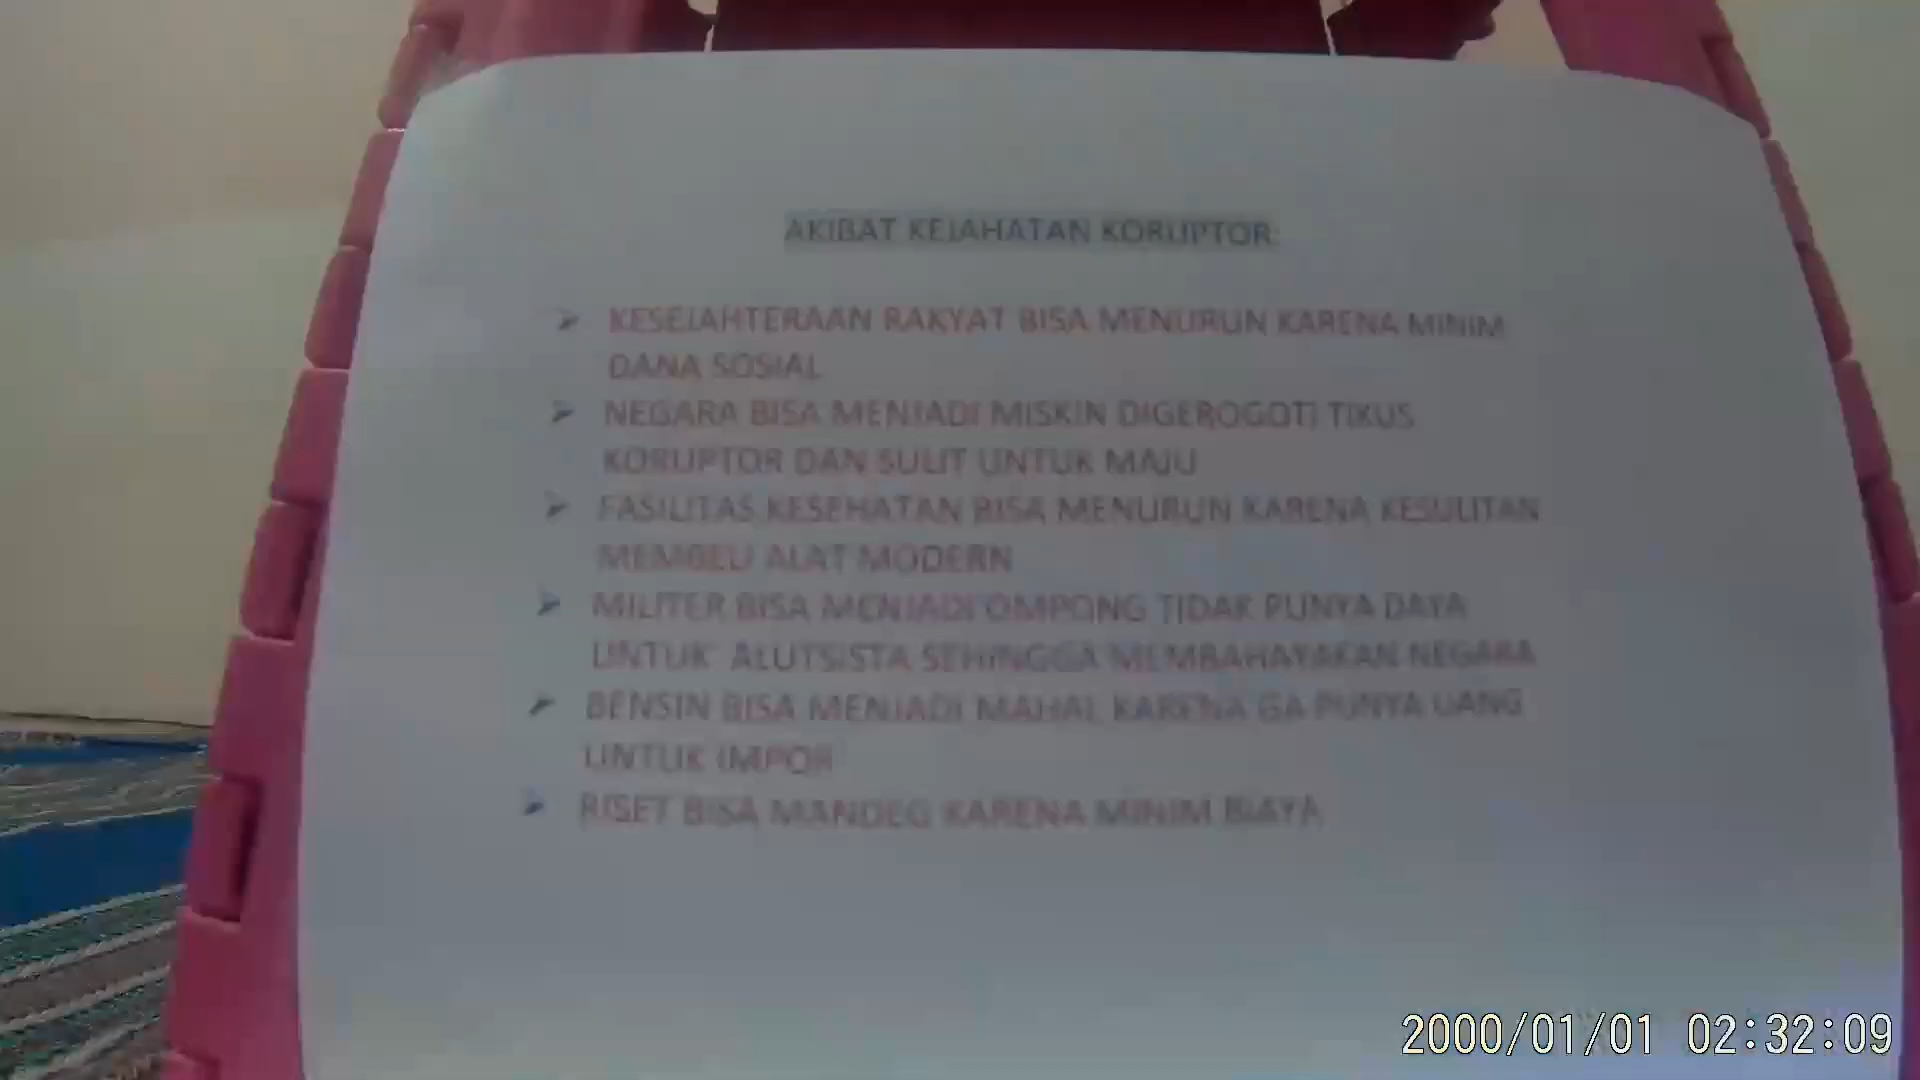 AKIBAT KEJAHATAN KORUPTOR:
➤ KESEJAHTERAAN RAKYAT BISA MENURUN KARENA MINIM
DANA SOSIAL
➤ NEGARA BISA MENJADI MISKIN DIGEROGOTI TIKUS
KORUPTOR DAN SULIT UNTUK MAJU
➤ FASILITAS KESEHATAN BISA MENURUN KARENA KESULITAN
MEMBELI ALAT MODERN
➤ MILITER BISA MENJADI OMPONG TIDAK PUNYA DAYA
UNTUK ALUTSISTA SEHINGGA MEMBAHAYAKAN NEGARA
➤ BENSIN BISA MENJADI MAHAL KARENA GA PUNYA UANG
UNTUK IMPOR
➤ RISET BISA MANDEG KARENA MINIM BIAYA
2000/01/01 02:32:09